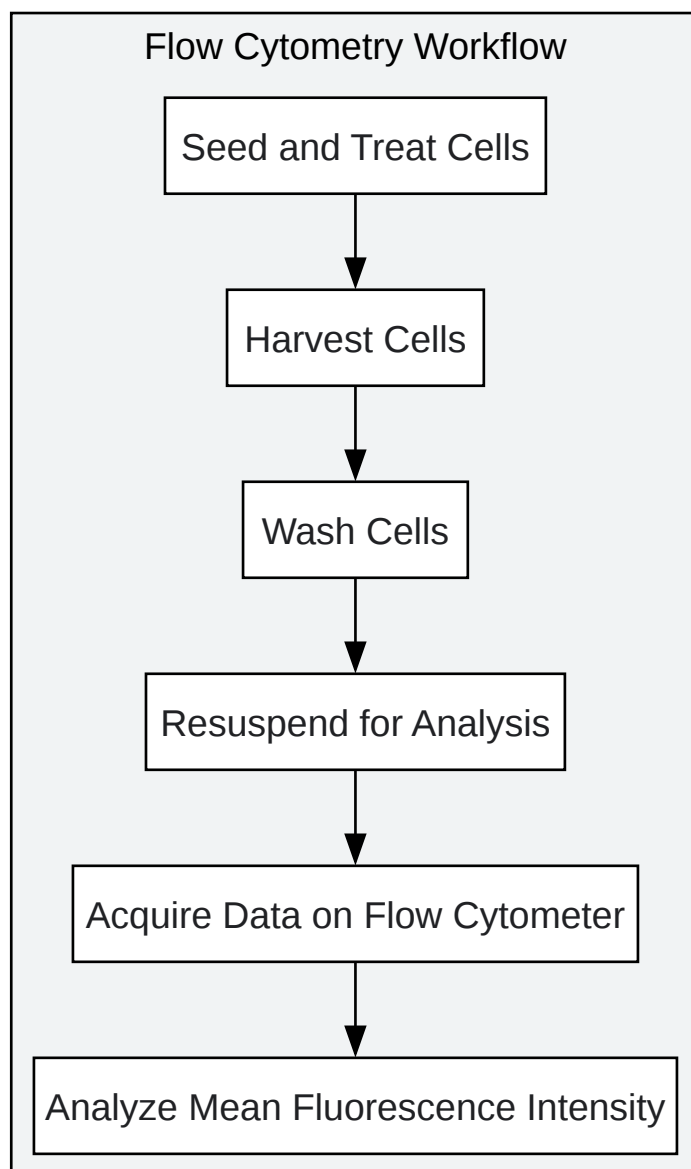 Flow Cytometry Workflow
Seed and Treat Cells
Harvest Cells
Wash Cells
Resuspend for Analysis
Acquire Data on Flow Cytometer
Analyze Mean Fluorescence Intensity